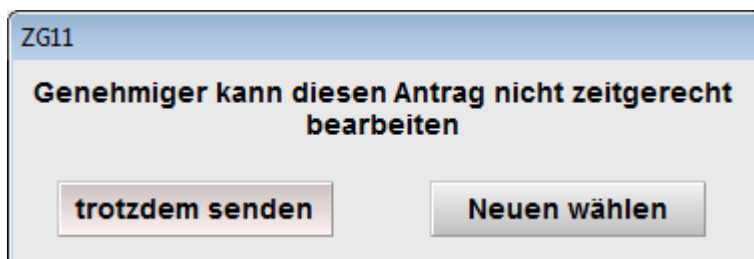 ZG11
Genehmiger kann diesen Antrag nicht zeitgerecht
bearbeiten
trotzdem senden
Neuen wählen